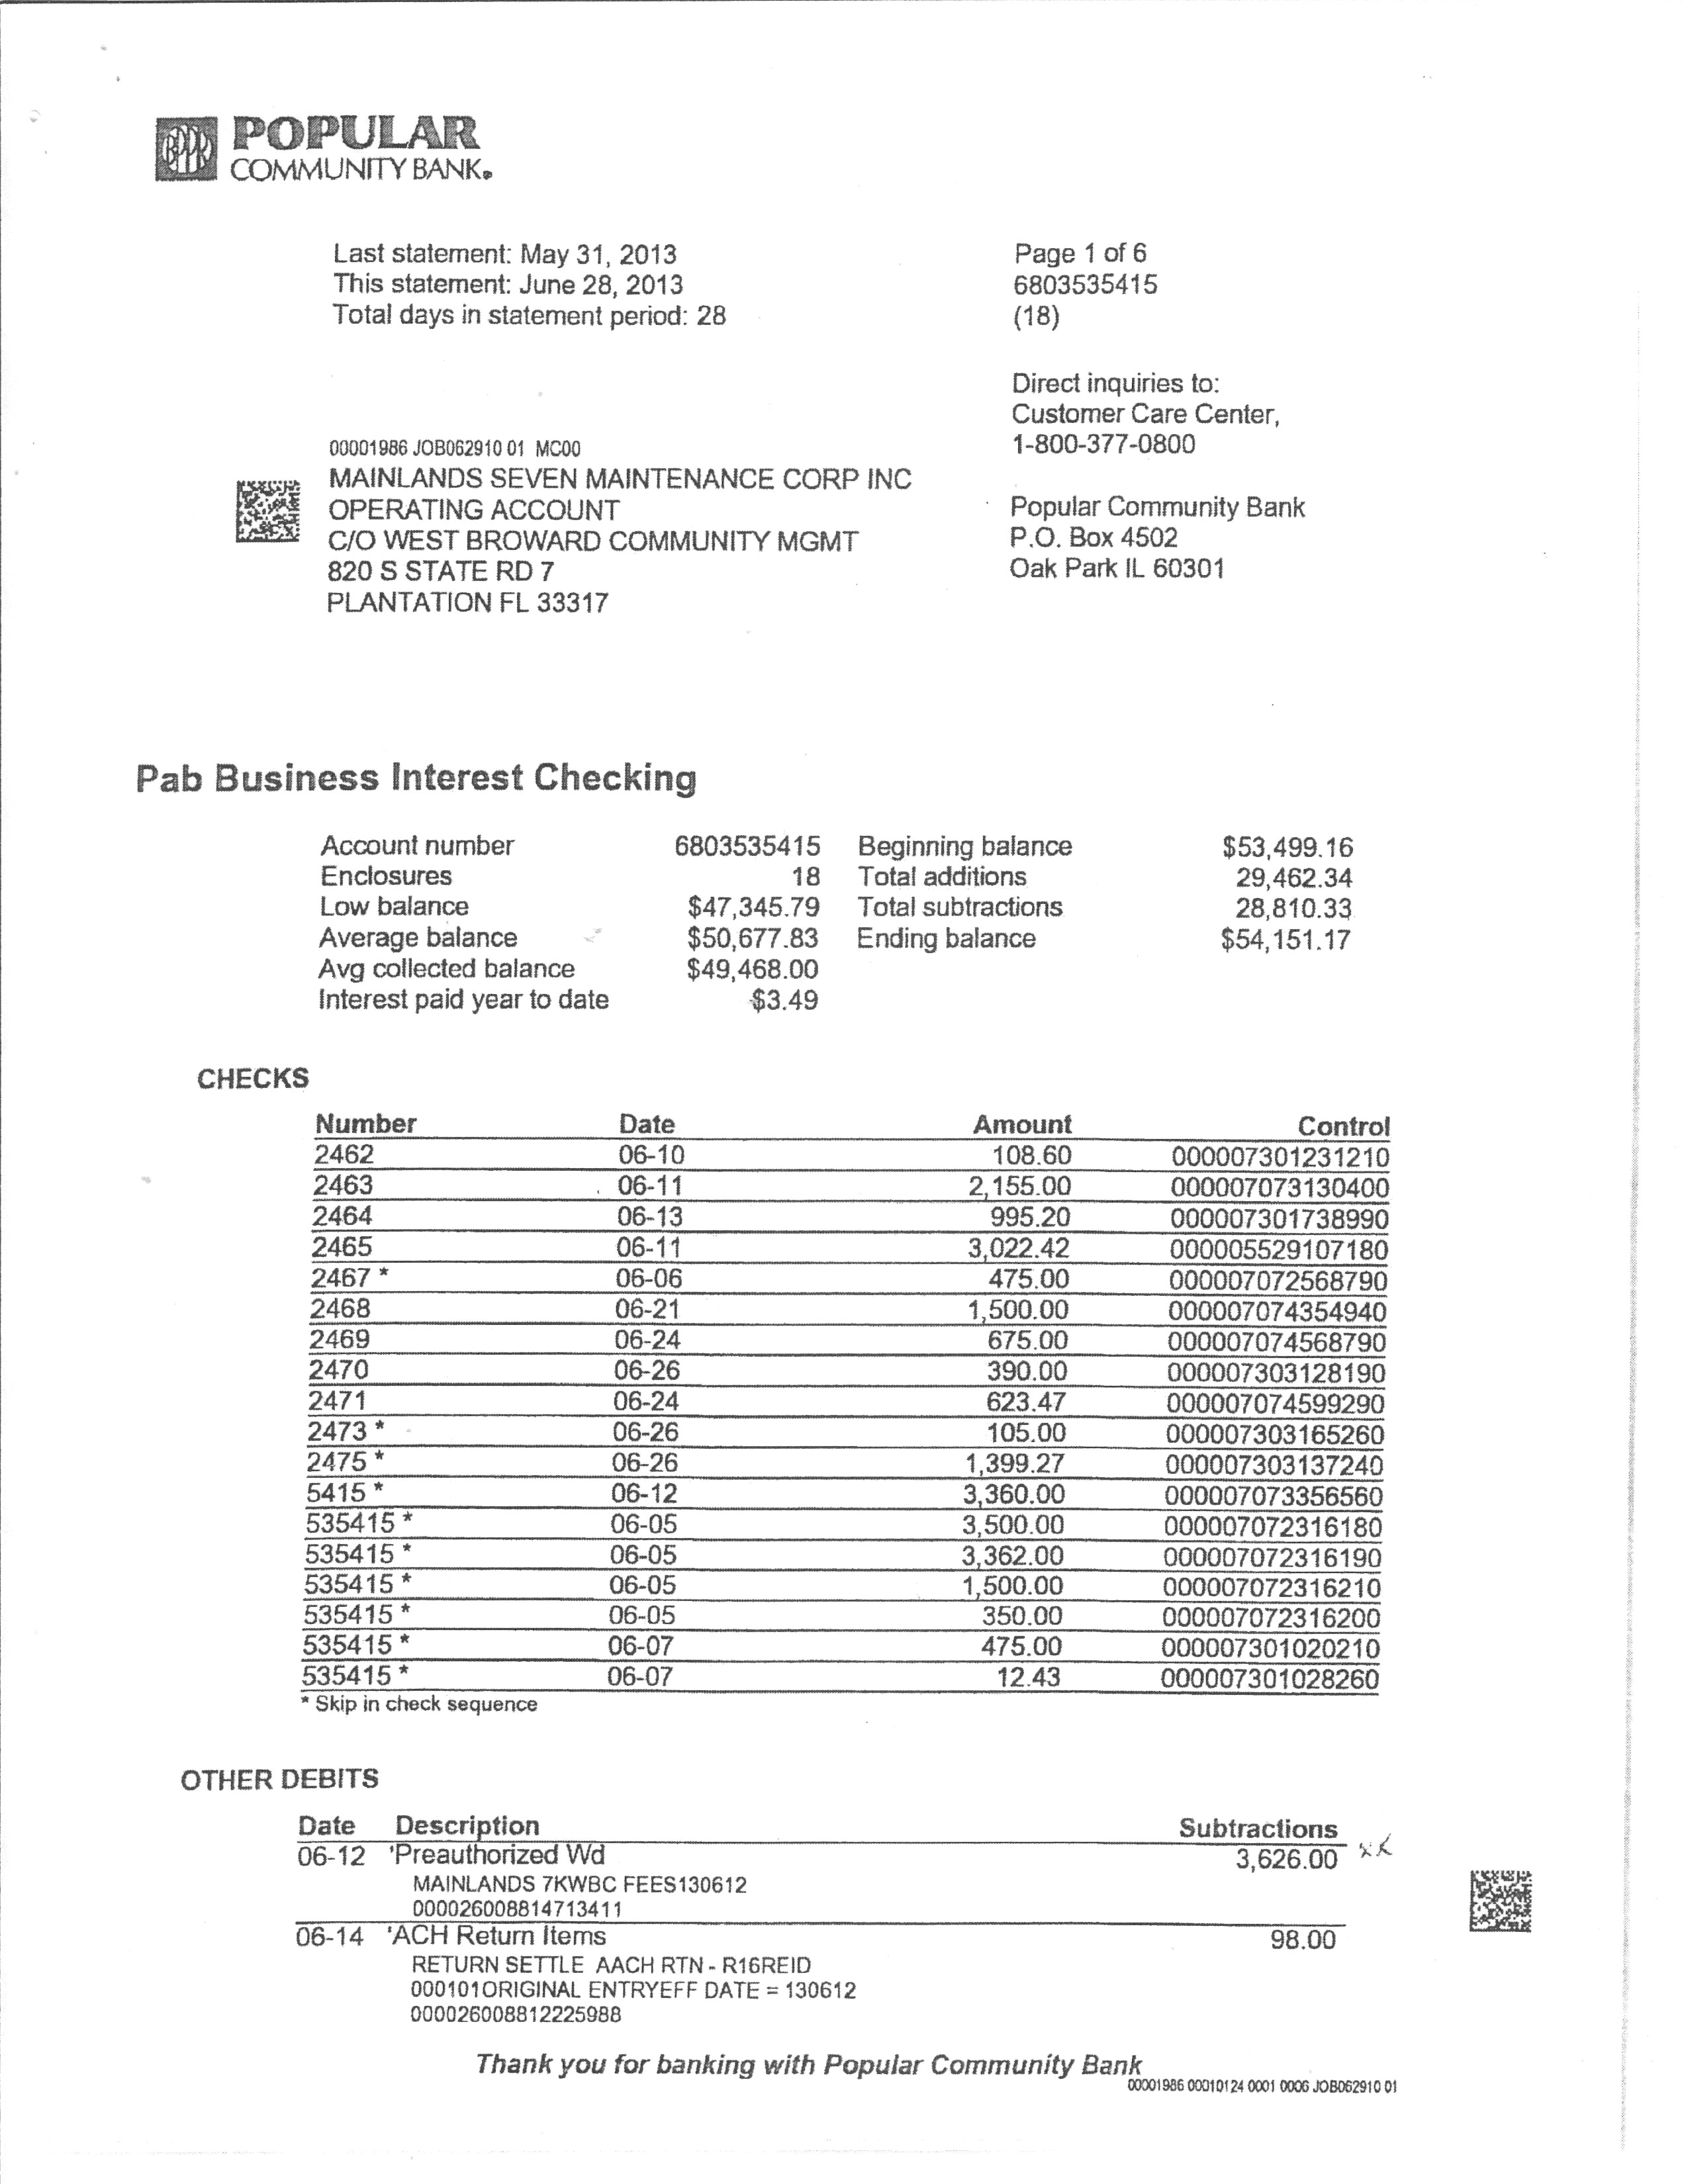 POPULAR
COMMUNITY BANK.
Last statement: May 31, 2013
This statement: June 28, 2013
Total days in statement period: 28
Page 1 of 6
6803535415
(18)
Direct inquiries to:
Customer Care Center,
1-800-377-0800
00001986 JOB062910 01 MC00
MAINLANDS SEVEN MAINTENANCE CORP INC
OPERATING ACCOUNT
C/O WEST BROWARD COMMUNITY MGMT
820 S STATE RD 7
PLANTATION FL 33317
Popular Community Bank
P.O. Box 4502
Oak Park IL 60301
Pab Business Interest Checking
Account number 6803535415 Beginning balance $53,499.16
Enclosures 18 Total additions 29,462.34
Low balance $47,345.79 Total subtractions 28,810.33
Average balance $50,677.83 Ending balance $54,151.17
Avg collected balance $49,468.00
Interest paid year to date $3.49
CHECKS
Number Date Amount Control
2462 06-10 108.60 000007301231210
2463 06-11 2,155.00 000007073130400
2464 06-13 995.20 000007301738990
2465 06-11 3,022.42 000005529107180
2467 * 06-06 475.00 000007072568790
2468 06-21 1,500.00 000007074354940
2469 06-24 675.00 000007074568790
2470 06-26 390.00 000007303128190
2471 06-24 623.47 000007074599290
2473 * 06-26 105.00 000007303165260
2475 * 06-26 1,399.27 000007303137240
5415 * 06-12 3,360.00 000007073356560
535415 * 06-05 3,500.00 000007072316180
535415 * 06-05 3,362.00 000007072316190
535415 * 06-05 1,500.00 000007072316210
535415 * 06-05 350.00 000007072316200
535415 * 06-07 475.00 000007301020210
535415 * 06-07 12.43 000007301028260
* Skip in check sequence
OTHER DEBITS
Date Description Subtractions
06-12 'Preauthorized Wd 3,626.00
MAINLANDS 7KWBC FEES130612
000026008814713411
06-14 'ACH Return Items 98.00
RETURN SETTLE AACH RTN - R16REID
000101ORIGINAL ENTRYEFF DATE = 130612
000026008812225988
Thank you for banking with Popular Community Bank
00001986 00010124 0001 0006 JOB062910 01